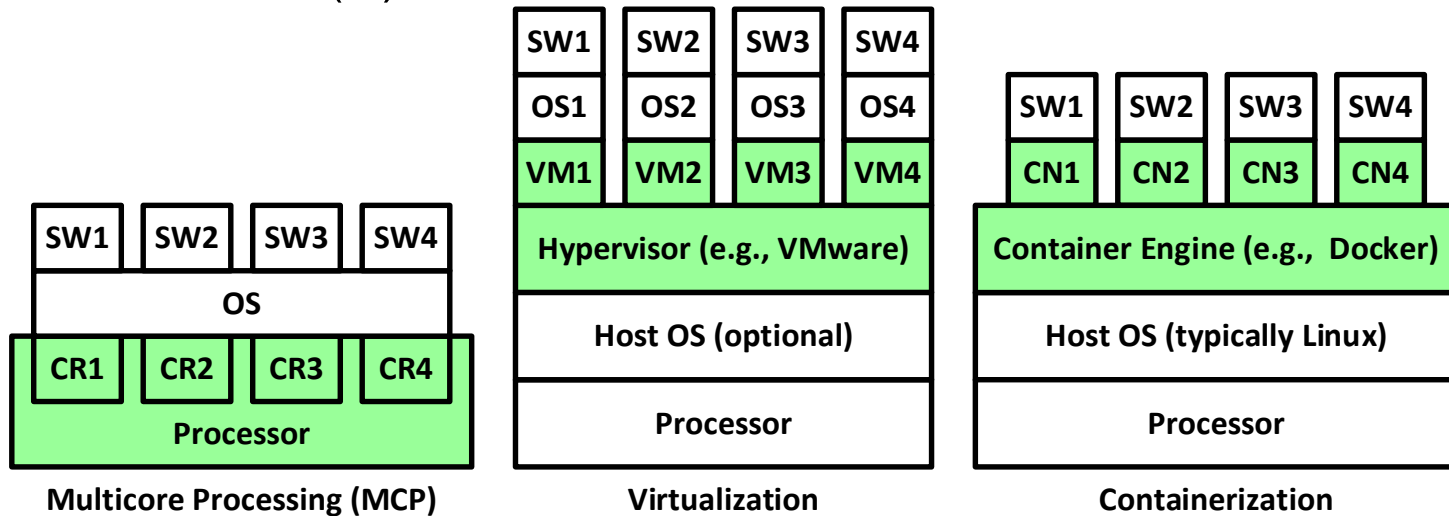 SW1 SW2 SW3 SW4
OS
CR1 CR2 CR3 CR4
Processor
Multicore Processing (MCP)
SW1 SW2 SW3 SW4
OS1 OS2 OS3 OS4
VM1 VM2 VM3 VM4
Hypervisor (e.g., VMware)
Host OS (optional)
Processor
Virtualization
SW1 SW2 SW3 SW4
CN1 CN2 CN3 CN4
Container Engine (e.g., Docker)
Host OS (typically Linux)
Processor
Containerization